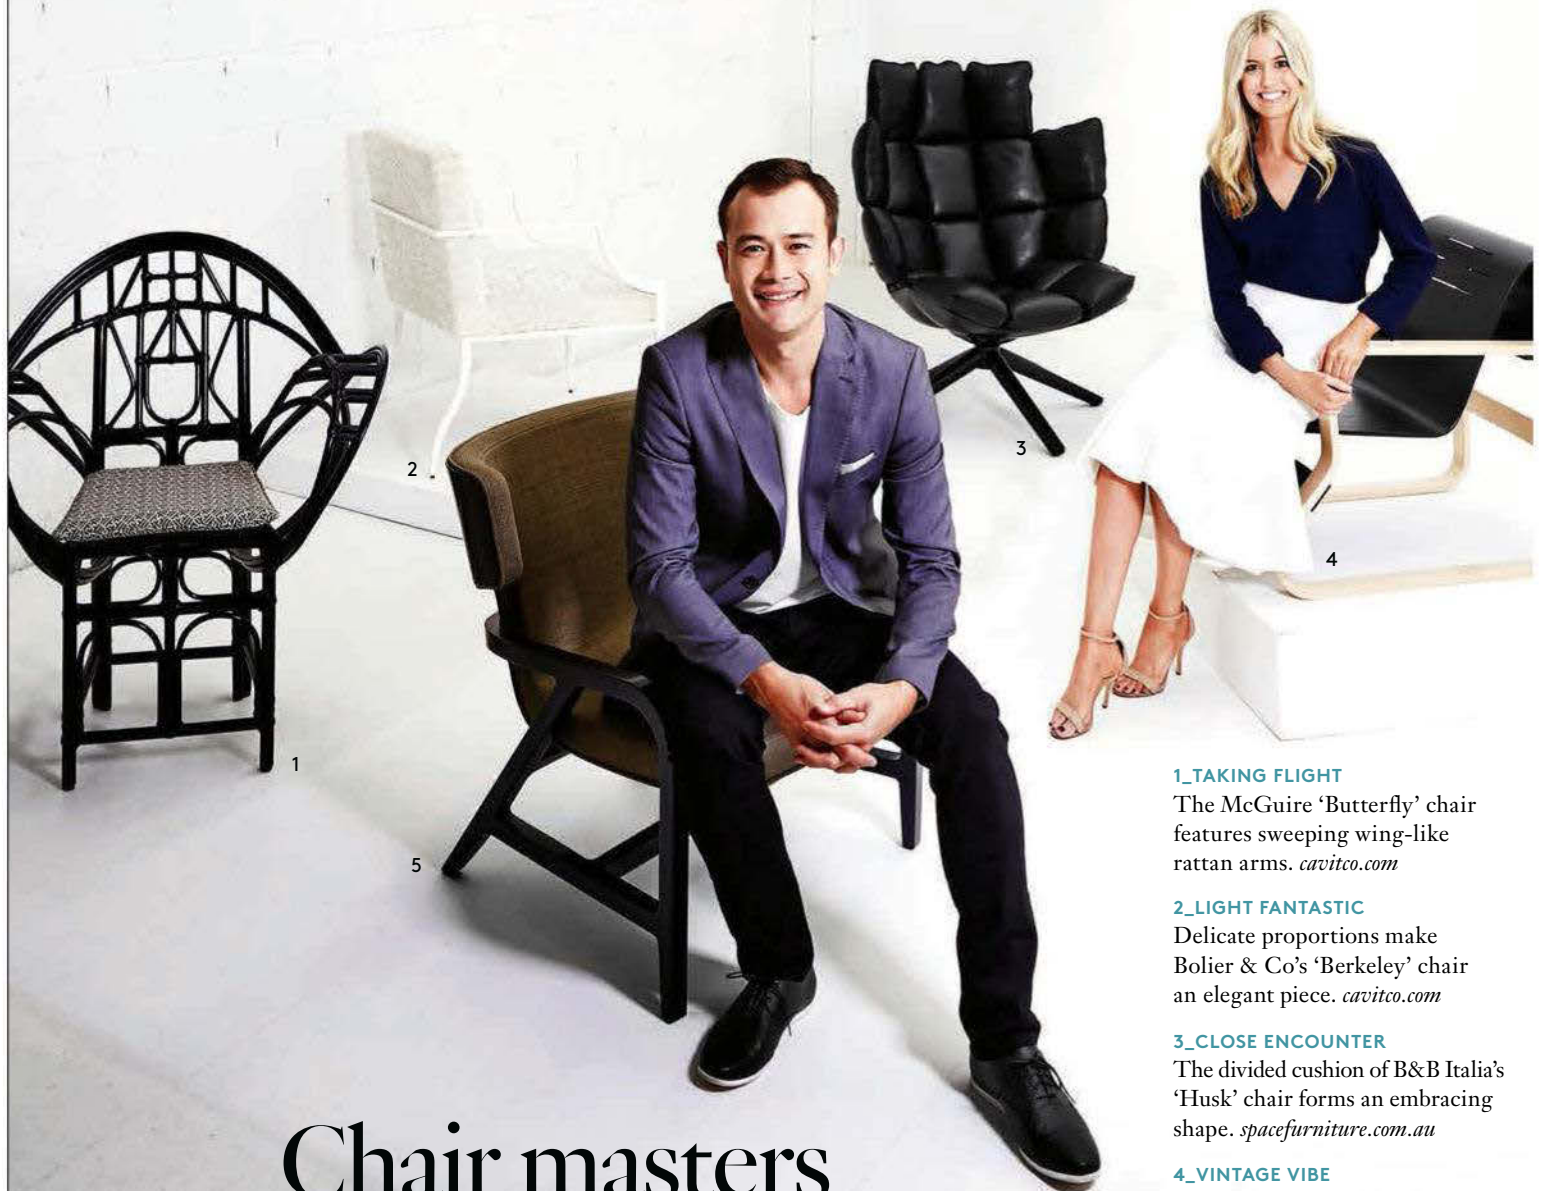 2
3
4
1
5
1_TAKING FLIGHT
The McGuire ‘Butterfly’ chair
features sweeping wing-like
rattan arms. cavitco.com
2_LIGHT FANTASTIC
Delicate proportions make
Bolier & Co’s ‘Berkeley’ chair
an elegant piece. cavitco.com
3_CLOSE ENCOUNTER
The divided cushion of B&B Italia’s
‘Husk’ chair forms an embracing
shape. spacefurniture.com.au
4_VINTAGE VIBE
Chair masters